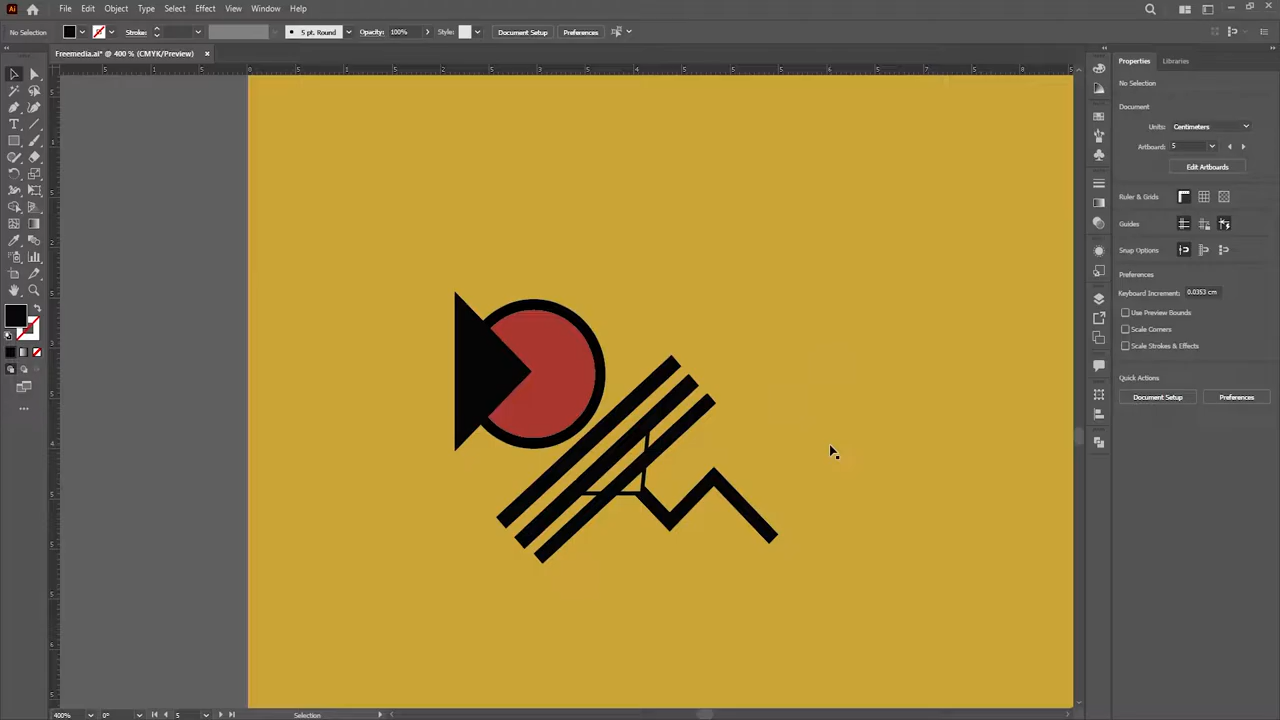 Ai File Edit Object Type Select Effect View Window Help
No Selection Stroke: 5 pt. Round Opacity: 100% Style: Document Setup Preferences
Freemedia.ai* @ 400 % (CMYK/Preview) ×
Properties Libraries
No Selection
Document
Units: Centimeters
Artboard: 5
Edit Artboards
Ruler & Grids
Guides
Snap Options
Preferences
Keyboard Increment: 0.0353 cm
Use Preview Bounds
Scale Corners
Scale Strokes & Effects
Quick Actions
Document Setup Preferences
400% 0° 5 Selection